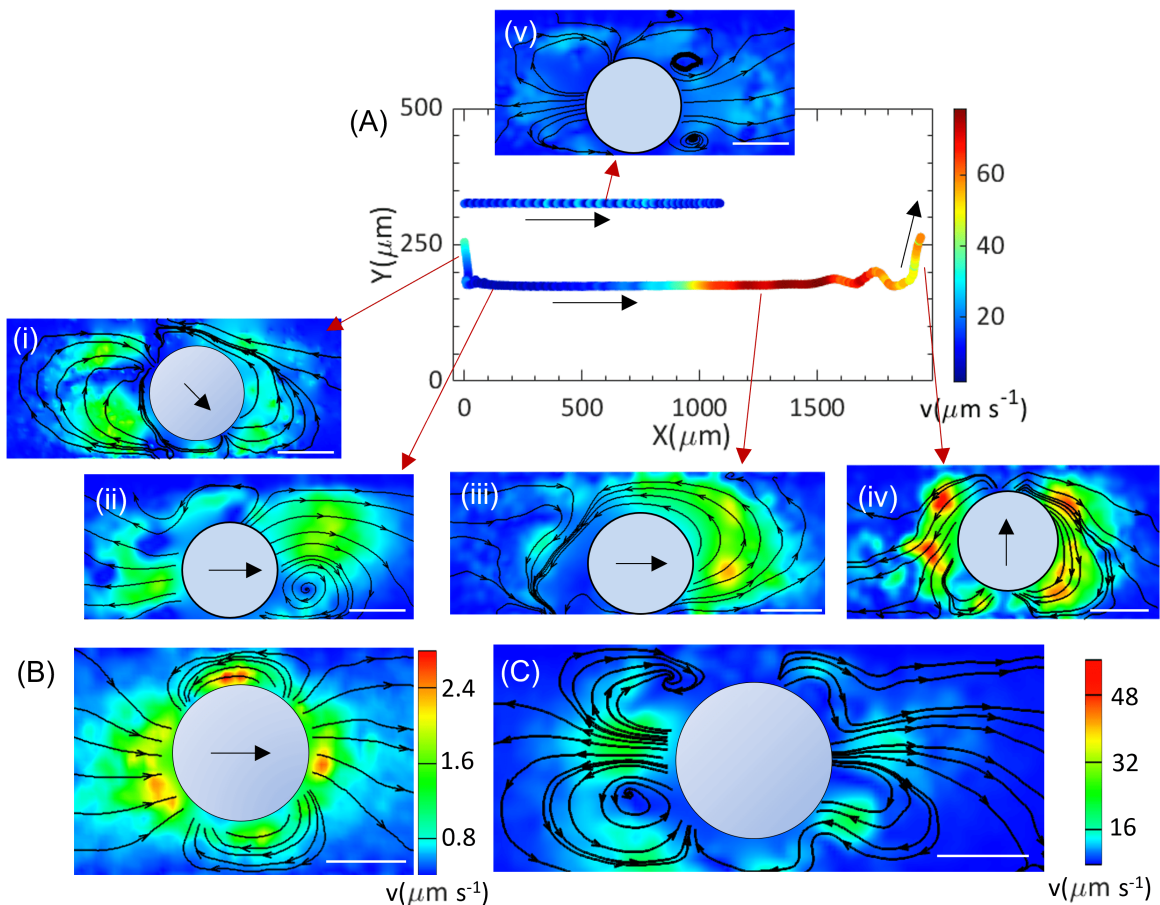 (v)
(A)
500
250
0
Y(μm)
0 500 1000 1500
X(μm)
60
40
20
0
v(μm s⁻¹)
(i)
(ii)
(iii)
(iv)
(B)
2.4
1.6
0.8
v(μm s⁻¹)
(C)
48
32
16
v(μm s⁻¹)